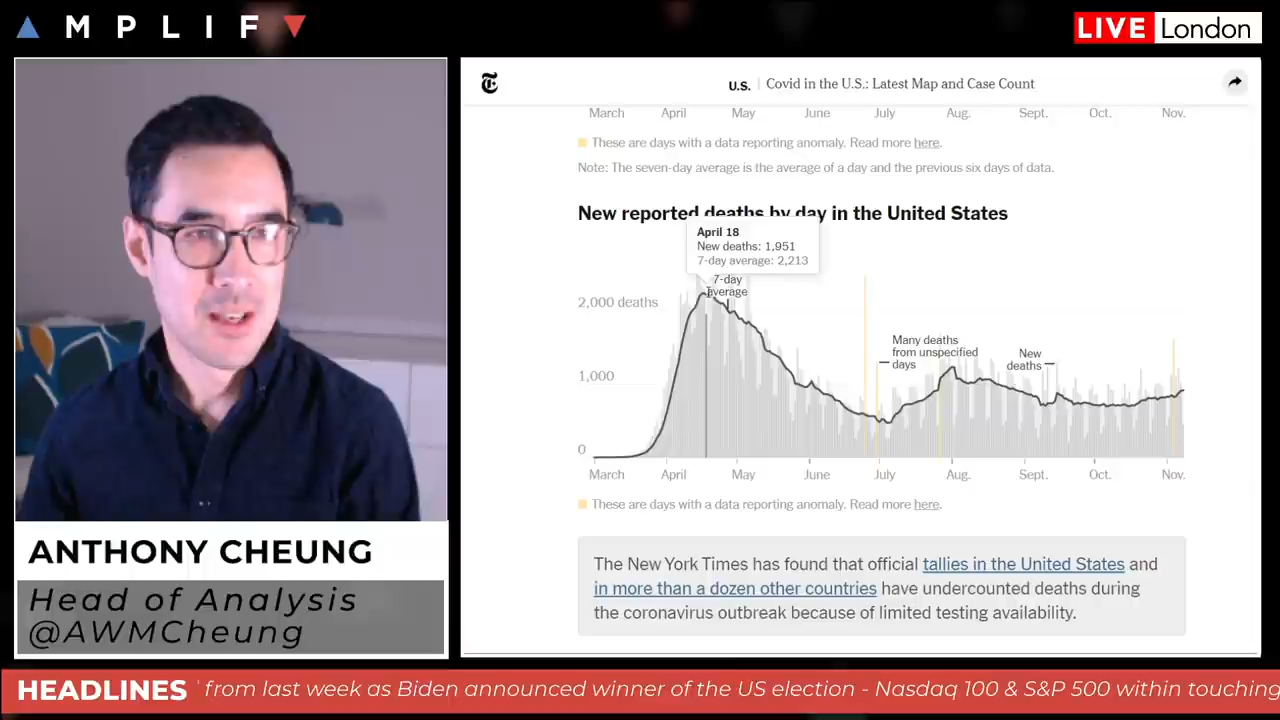 AMPLIFY
LIVE London
U.S. | Covid in the U.S.: Latest Map and Case Count
March April May June July Aug. Sept. Oct. Nov.
These are days with a data reporting anomaly. Read more here.
Note: The seven-day average is the average of a day and the previous six days of data.
New reported deaths by day in the United States
April 18
New deaths: 1,951
7-day average: 2,213
7-day
average
2,000 deaths
Many deaths
from unspecified
days
New
deaths
1,000
0
March April May June July Aug. Sept. Oct. Nov.
These are days with a data reporting anomaly. Read more here.
The New York Times has found that official tallies in the United States and
in more than a dozen other countries have undercounted deaths during
the coronavirus outbreak because of limited testing availability.
ANTHONY CHEUNG
Head of Analysis
@AWMCheung
HEADLINES ' from last week as Biden announced winner of the US election - Nasdaq 100 & S&P 500 within touching